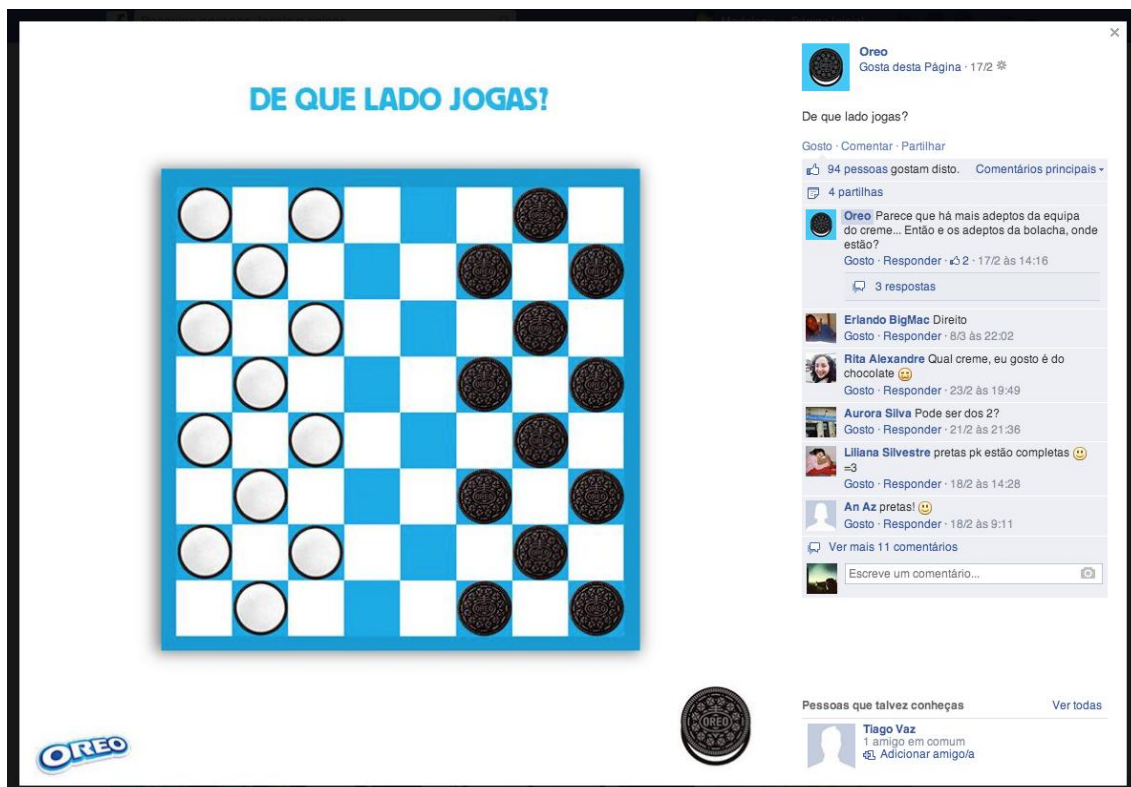 DE QUE LADO JOGAS?
OREO
OREO
Oreo
Gosta desta Página · 17/2
De que lado jogas?
Gosto · Comentar · Partilhar
94 pessoas gostam disto. Comentários principais
4 partilhas
Oreo Parece que há mais adeptos da equipa
do creme... Então e os adeptos da bolacha, onde
estão?
Gosto · Responder · 2 · 17/2 às 14:16
3 respostas
Erlando BigMac Direito
Gosto · Responder · 8/3 às 22:02
Rita Alexandre Qual creme, eu gosto é do
chocolate
Gosto · Responder · 23/2 às 19:49
Aurora Silva Pode ser dos 2?
Gosto · Responder · 21/2 às 21:36
Liliana Silvestre pretas pk estão completas
=3
Gosto · Responder · 18/2 às 14:28
An Az pretas!
Gosto · Responder · 18/2 às 9:11
Ver mais 11 comentários
Escreve um comentário...
Pessoas que talvez conheças Ver todas
Tiago Vaz
1 amigo em comum
Adicionar amigo/a